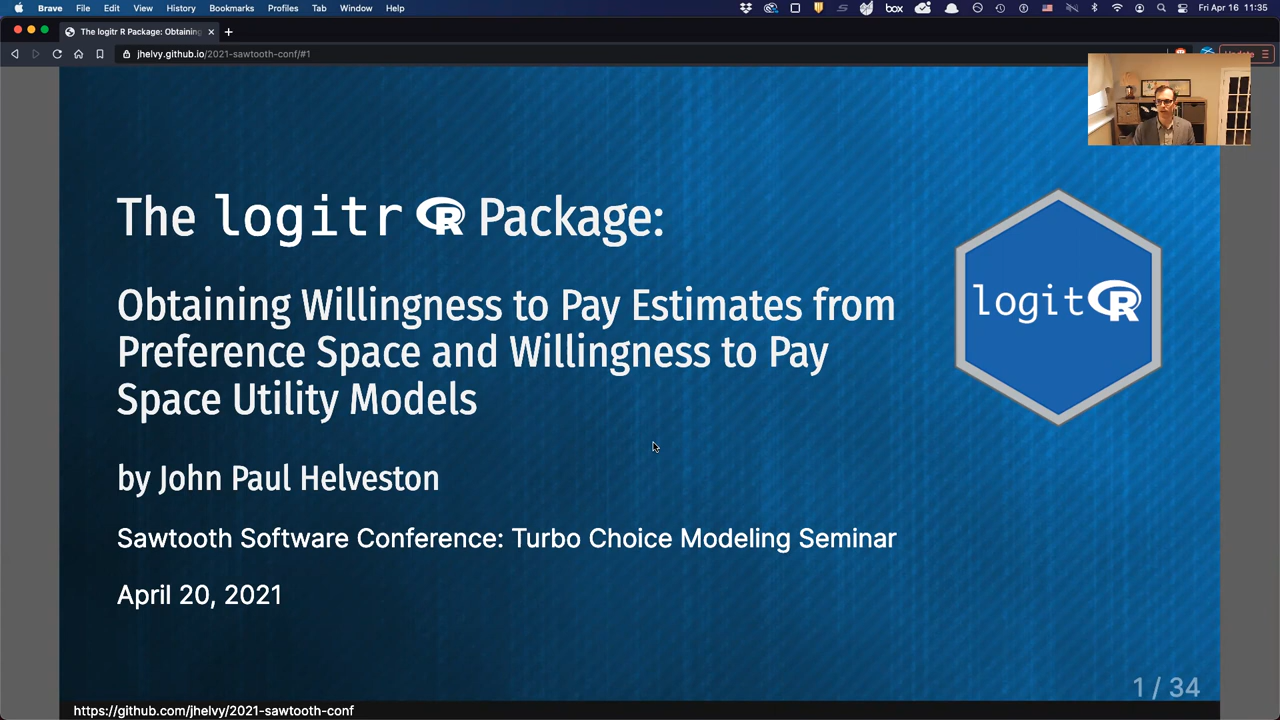 Brave File Edit View History Bookmarks Profiles Tab Window Help
box
Fri Apr 16 11:35
The logitr R Package: Obtaining
jhelvy.github.io/2021-sawtooth-conf/#1
Update
The logitr R Package:
Obtaining Willingness to Pay Estimates from
Preference Space and Willingness to Pay
Space Utility Models
logitR
by John Paul Helveston
Sawtooth Software Conference: Turbo Choice Modeling Seminar
April 20, 2021
1 / 34
https://github.com/jhelvy/2021-sawtooth-conf